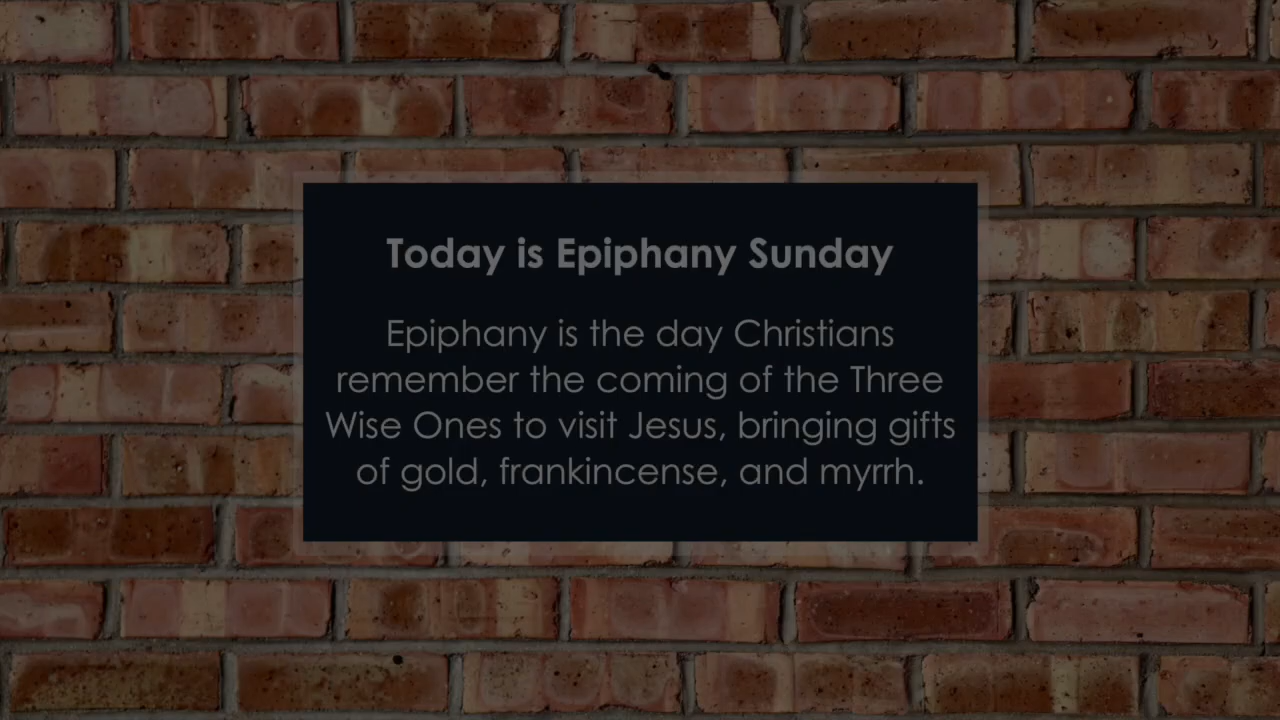 Today is Epiphany Sunday
Epiphany is the day Christians
remember the coming of the Three
Wise Ones to visit Jesus, bringing gifts
of gold, frankincense, and myrrh.